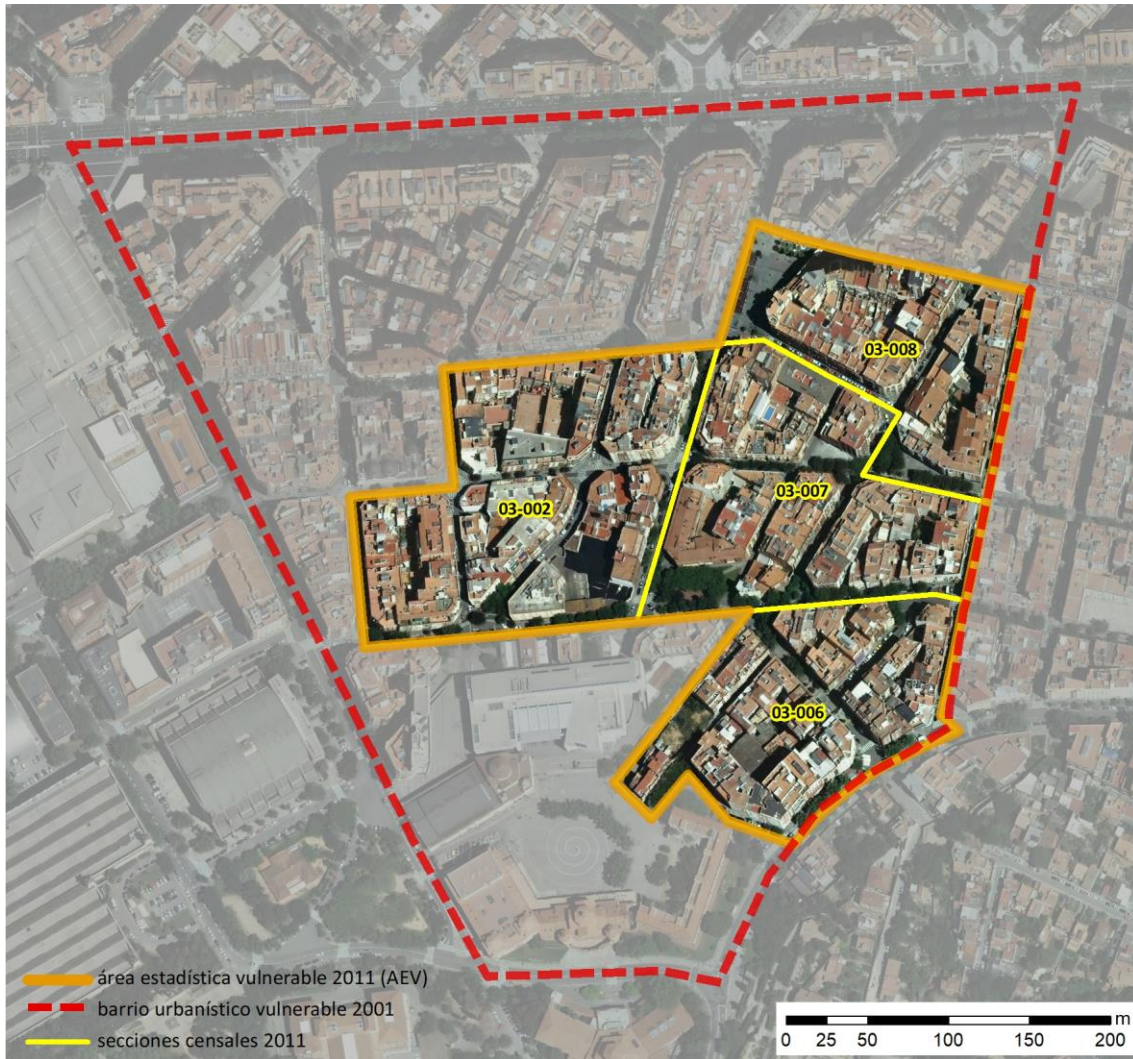 03-008
03-007
03-002
03-006
área estadística vulnerable 2011 (AEV)
barrio urbanístico vulnerable 2001
secciones censales 2011
m
0 25 50 100 150 200